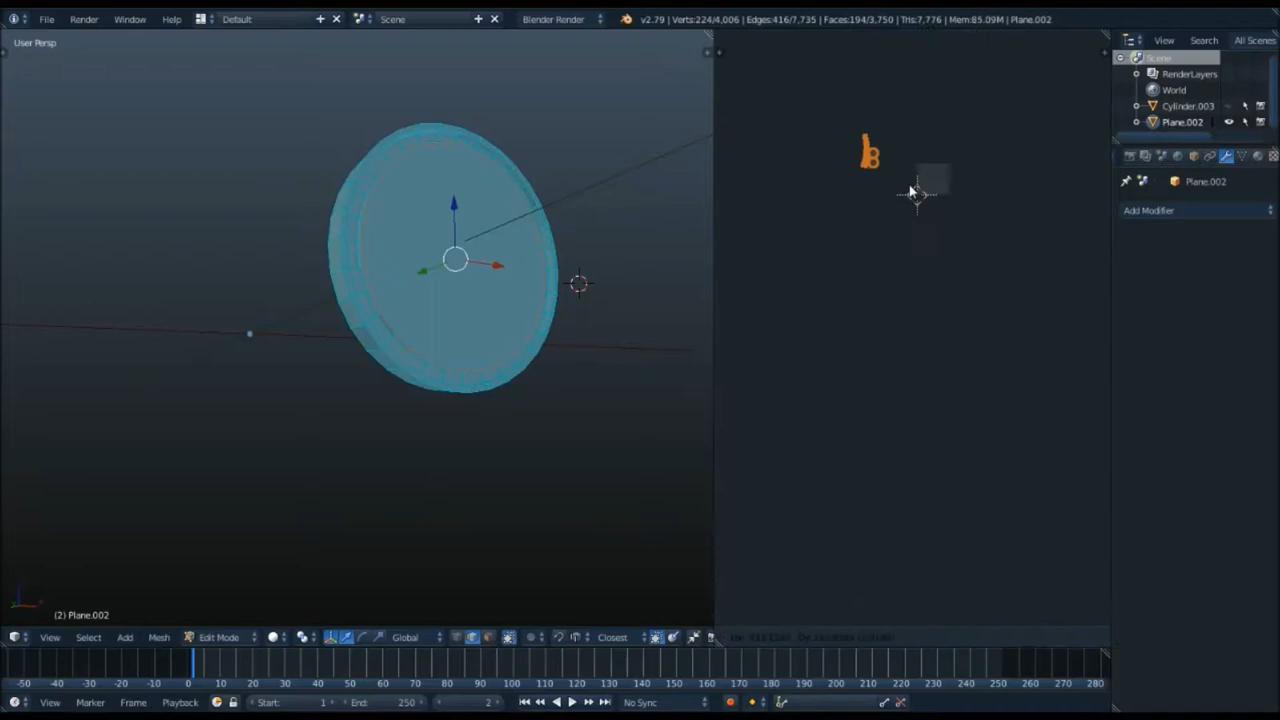 File Render Window Help Default Scene Blender Render v2.79 | Verts:224/4,006 | Edges:416/7,735 | Faces:194/3,750 | Tris:7,776 | Mem:85.09M | Plane.002
User Persp
View Search All Scenes
Scene
RenderLayers
World
Cylinder.003
Plane.002
Plane.002
Add Modifier
(2) Plane.002
View Select Add Mesh Edit Mode Global Closest
-50 -40 -30 -20 -10 0 10 20 30 40 50 60 70 80 90 100 110 120 130 140 150 160 170 180 190 200 210 220 230 240 250 260 270 280
View Marker Frame Playback Start: 1 End: 250 2 No Sync